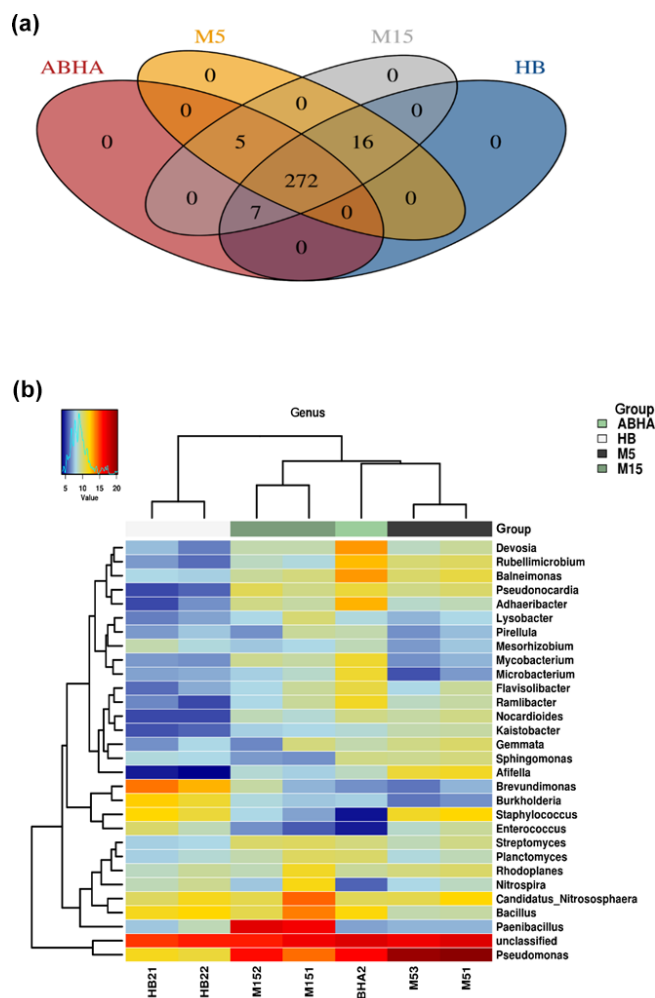 (a)
M5
M15
ABHA
HB
0
0
0
0
0
0
5
16
0
0
272
0
0
7
0
(b)
Genus
Group
ABHA
HB
M5
M15
5 10 15 20
Value
Group
Devosia
Rubellimicrobium
Balneimonas
Pseudonocardia
Adhaeribacter
Lysobacter
Pirellula
Mesorhizobium
Mycobacterium
Microbacterium
Flavisolibacter
Ramlibacter
Nocardioides
Kaistobacter
Gemmata
Sphingomonas
Afifella
Brevundimonas
Burkholderia
Staphylococcus
Enterococcus
Streptomyces
Planctomyces
Rhodoplanes
Nitrospira
Candidatus_Nitrososphaera
Bacillus
Paenibacillus
unclassified
Pseudomonas
HB21
HB22
M152
M151
BHA2
M53
M51